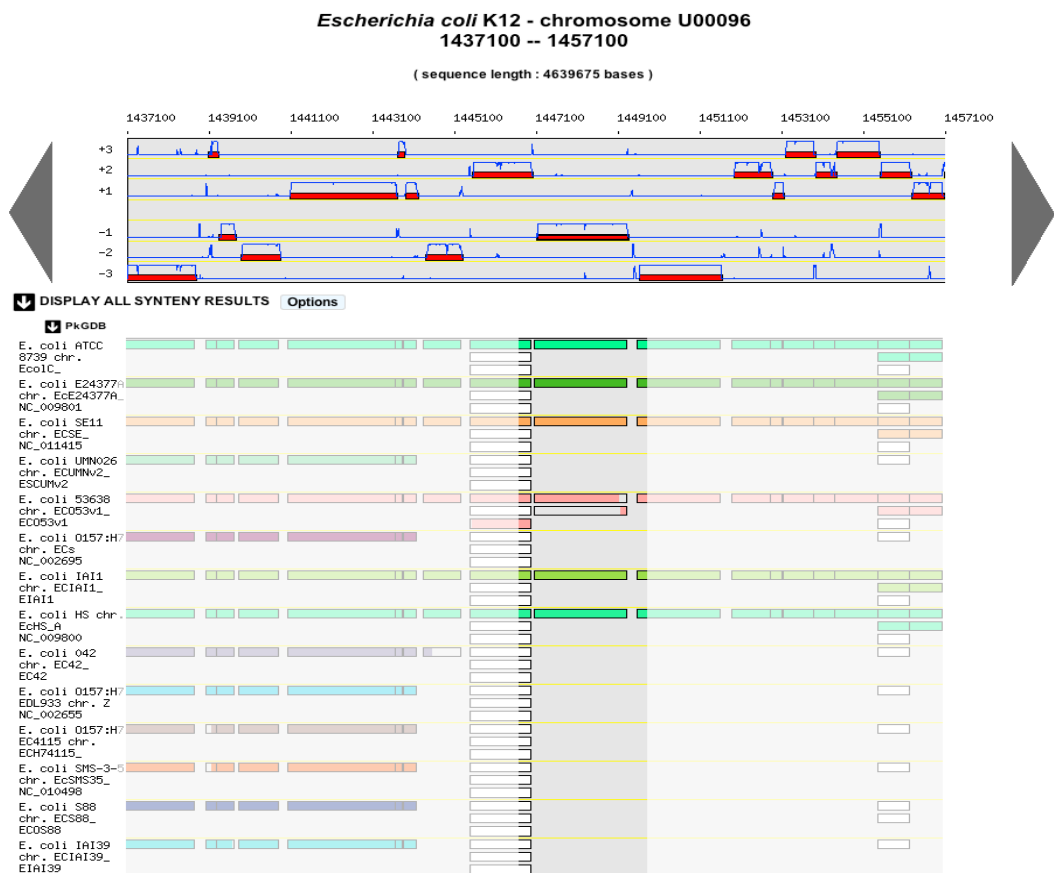 Escherichia coli K12 - chromosome U00096
1437100 -- 1457100
( sequence length : 4639675 bases )
1437100 1439100 1441100 1443100 1445100 1447100 1449100 1451100 1453100 1455100 1457100
+3
+2
+1
-1
-2
-3
DISPLAY ALL SYNTENY RESULTS Options
PkGDB
E. coli ATCC
8739 chr.
EcolC_
E. coli E24377A
chr. EcE24377A_
NC_009801
E. coli SE11
chr. ECSE_
NC_011415
E. coli UMN026
chr. ECUMNv2_
ESCUMv2
E. coli 53638
chr. ECO53v1_
ECO53v1
E. coli O157:H7
chr. ECs
NC_002695
E. coli IAI1
chr. ECIAI1_
EIAI1
E. coli HS chr.
EcHS_A
NC_009800
E. coli 042
chr. EC42_
EC42
E. coli O157:H7
EDL933 chr. Z
NC_002655
E. coli O157:H7
EC4115 chr.
ECH74115_
E. coli SMS-3-5
chr. EcSMS35_
NC_010498
E. coli S88
chr. ECS88_
ECOS88
E. coli IAI39
chr. ECIAI39_
EIAI39